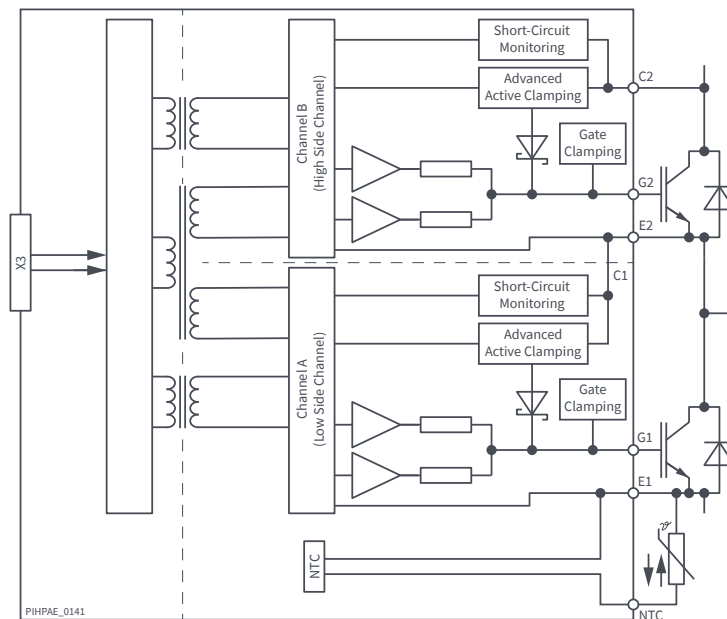 Short-Circuit
Monitoring
C2
Advanced
Active Clamping
Channel B
(High Side Channel)
Gate
Clamping
G2
E2
X3
C1
Short-Circuit
Monitoring
Advanced
Active Clamping
Channel A
(Low Side Channel)
Gate
Clamping
G1
E1
ϑ
NTC
NTC
PIHPAE_0141